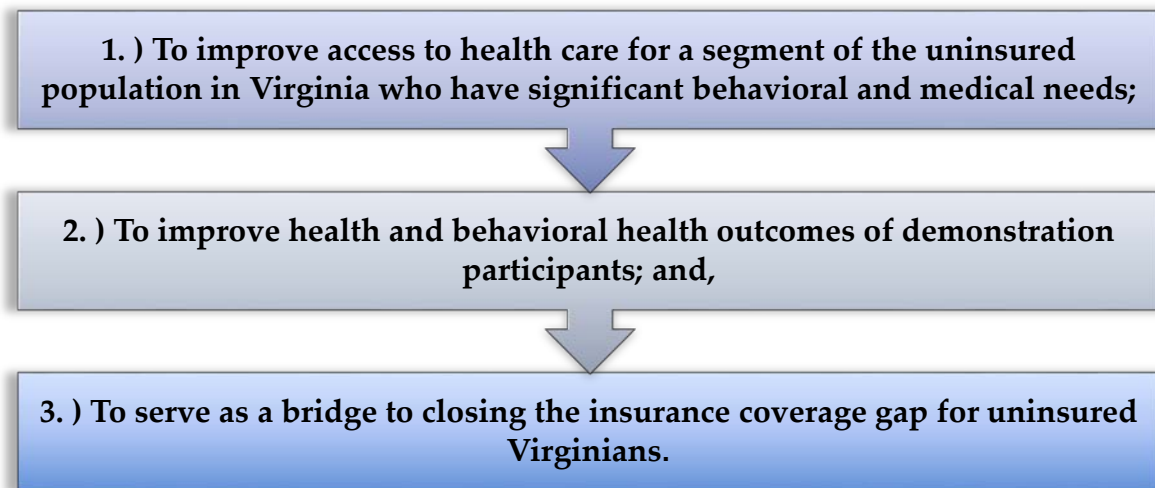 1. ) To improve access to health care for a segment of the uninsured
population in Virginia who have significant behavioral and medical needs;
2. ) To improve health and behavioral health outcomes of demonstration
participants; and,
3. ) To serve as a bridge to closing the insurance coverage gap for uninsured
Virginians.